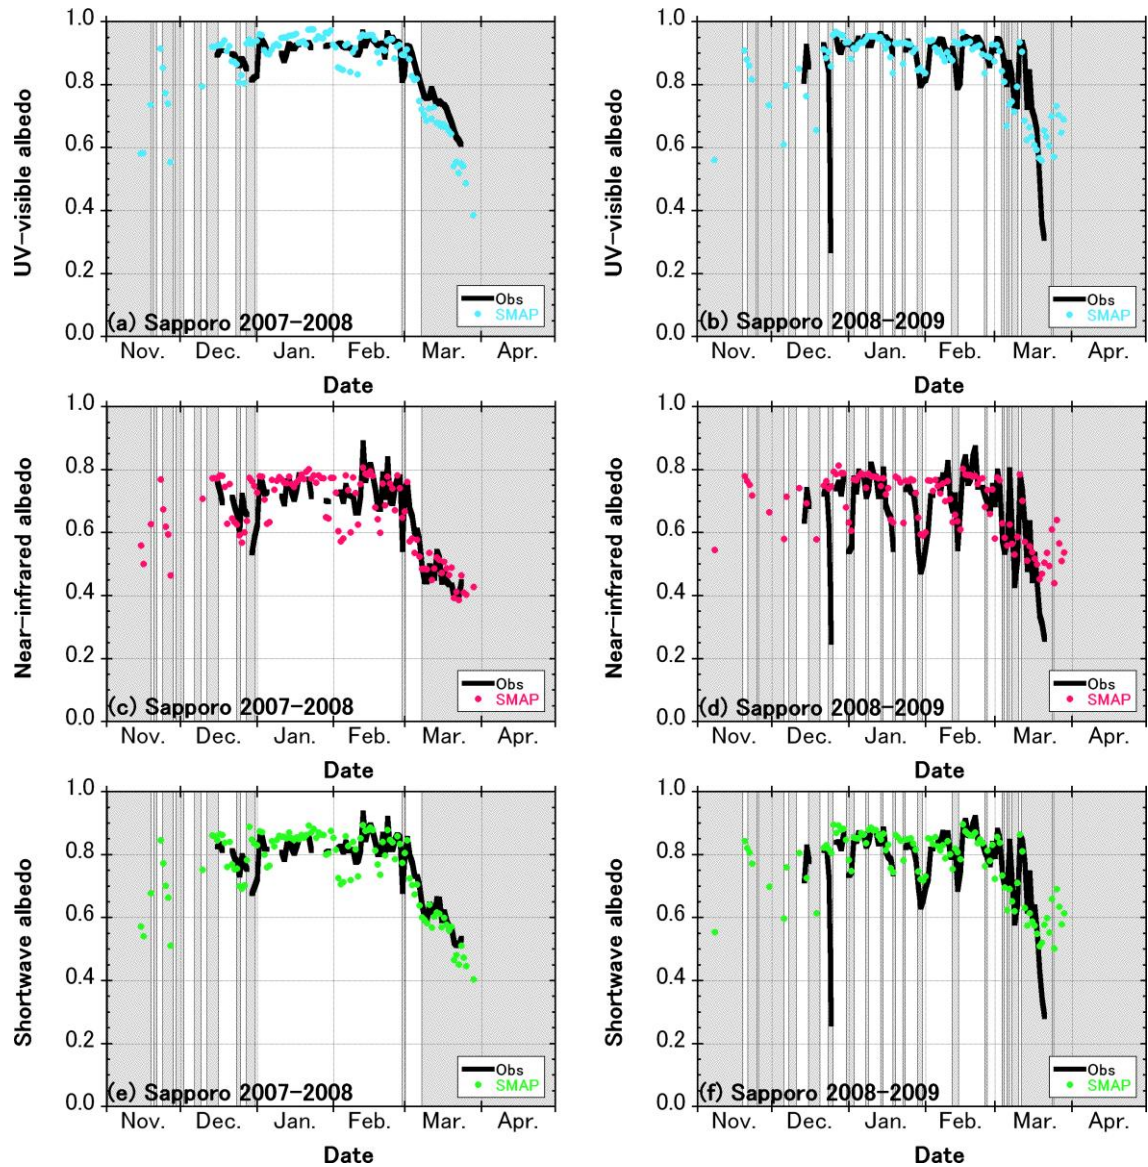 1.0
0.8
0.6
0.4
0.2
0.0
UV-visible albedo
Obs
SMAP
(a) Sapporo 2007-2008
Nov. Dec. Jan. Feb. Mar. Apr.
Date
1.0
0.8
0.6
0.4
0.2
0.0
UV-visible albedo
Obs
SMAP
(b) Sapporo 2008-2009
Nov. Dec. Jan. Feb. Mar. Apr.
Date
1.0
0.8
0.6
0.4
0.2
0.0
Near-infrared albedo
Obs
SMAP
(c) Sapporo 2007-2008
Nov. Dec. Jan. Feb. Mar. Apr.
Date
1.0
0.8
0.6
0.4
0.2
0.0
Near-infrared albedo
Obs
SMAP
(d) Sapporo 2008-2009
Nov. Dec. Jan. Feb. Mar. Apr.
Date
1.0
0.8
0.6
0.4
0.2
0.0
Shortwave albedo
Obs
SMAP
(e) Sapporo 2007-2008
Nov. Dec. Jan. Feb. Mar. Apr.
Date
1.0
0.8
0.6
0.4
0.2
0.0
Shortwave albedo
Obs
SMAP
(f) Sapporo 2008-2009
Nov. Dec. Jan. Feb. Mar. Apr.
Date